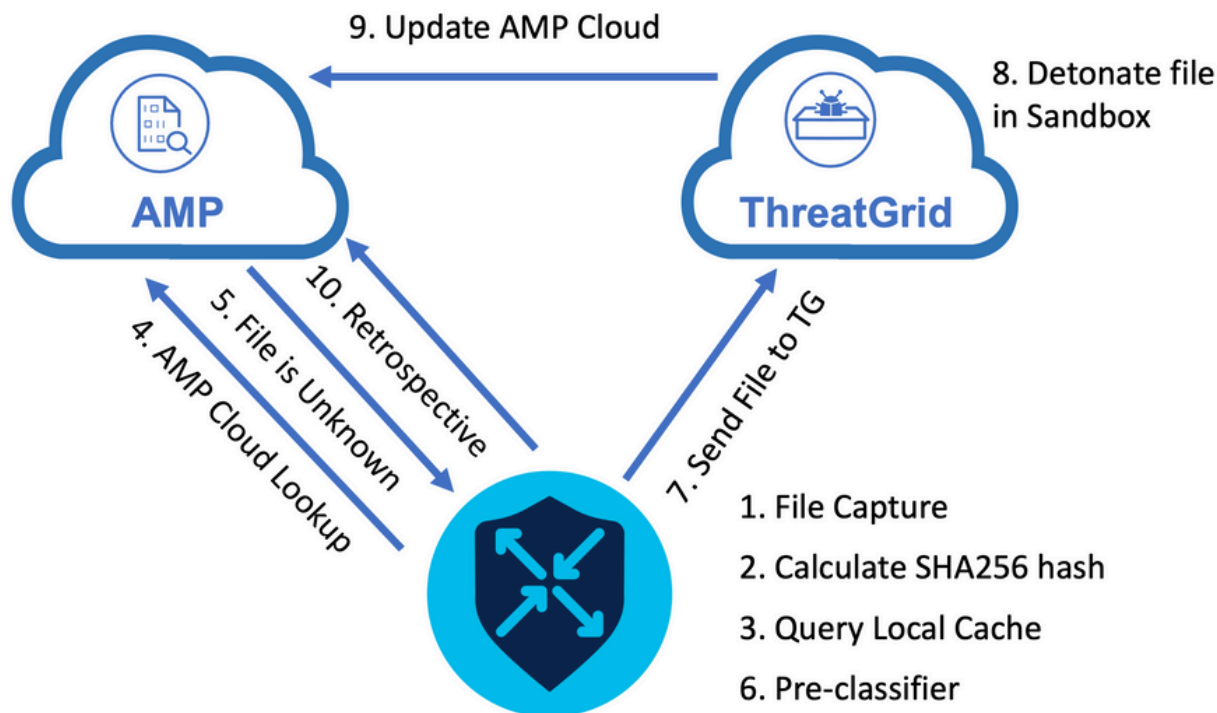 9. Update AMP Cloud
8. Detonate file
in Sandbox
AMP
ThreatGrid
10. Retrospective
5. File is Unknown
4. AMP Cloud Lookup
7. Send File to TG
1. File Capture
2. Calculate SHA256 hash
3. Query Local Cache
6. Pre-classifier